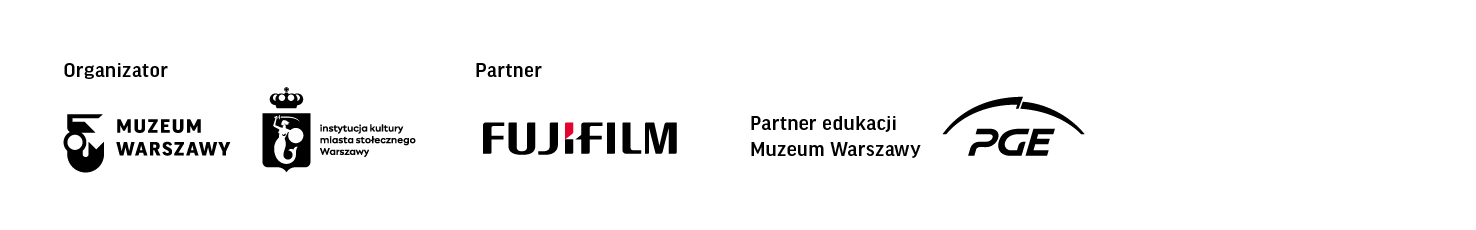 Organizator
MUZEUM
WARSZAWY
instytucja kultury
miasta stołecznego
Warszawy
Partner
FUJIFILM
Partner edukacji
Muzeum Warszawy
PGE